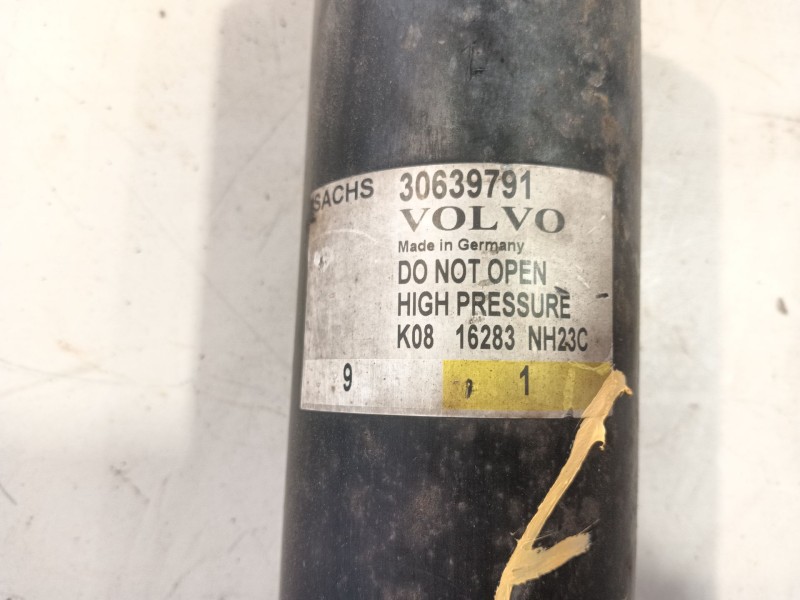 SACHS 30639791
VOLVO
Made in Germany
DO NOT OPEN
HIGH PRESSURE
K08 16283 NH23C
9 1